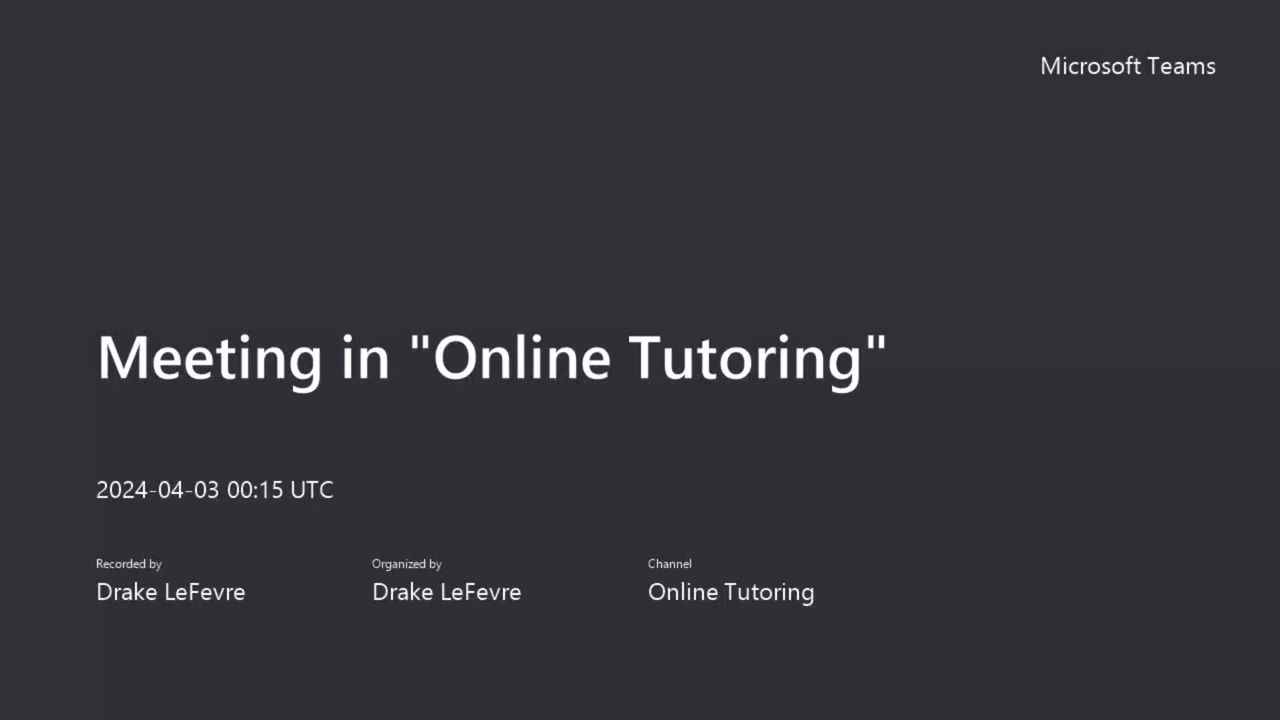 Microsoft Teams
Meeting in "Online Tutoring"
2024-04-03 00:15 UTC
Recorded by
Drake LeFevre
Organized by
Drake LeFevre
Channel
Online Tutoring